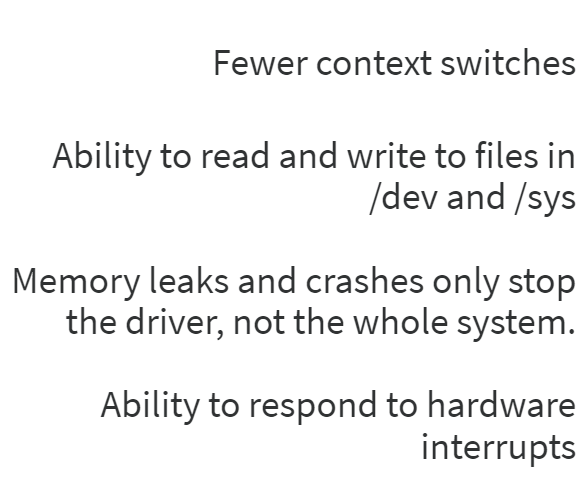 Fewer context switches
Ability to read and write to files in
/dev and /sys
Memory leaks and crashes only stop
the driver, not the whole system.
Ability to respond to hardware
interrupts